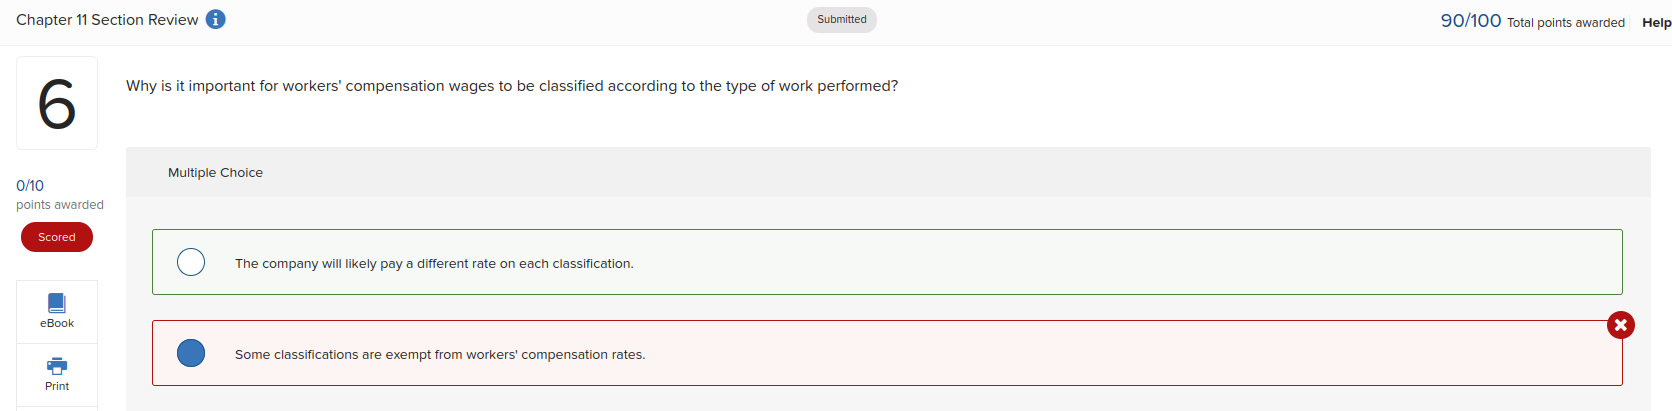 Chapter 11 Section Review i
Submitted
90/100 Total points awarded
Help
6
Why is it important for workers' compensation wages to be classified according to the type of work performed?
0/10
points awarded
Scored
eBook
Print
Multiple Choice
The company will likely pay a different rate on each classification.
Some classifications are exempt from workers' compensation rates.